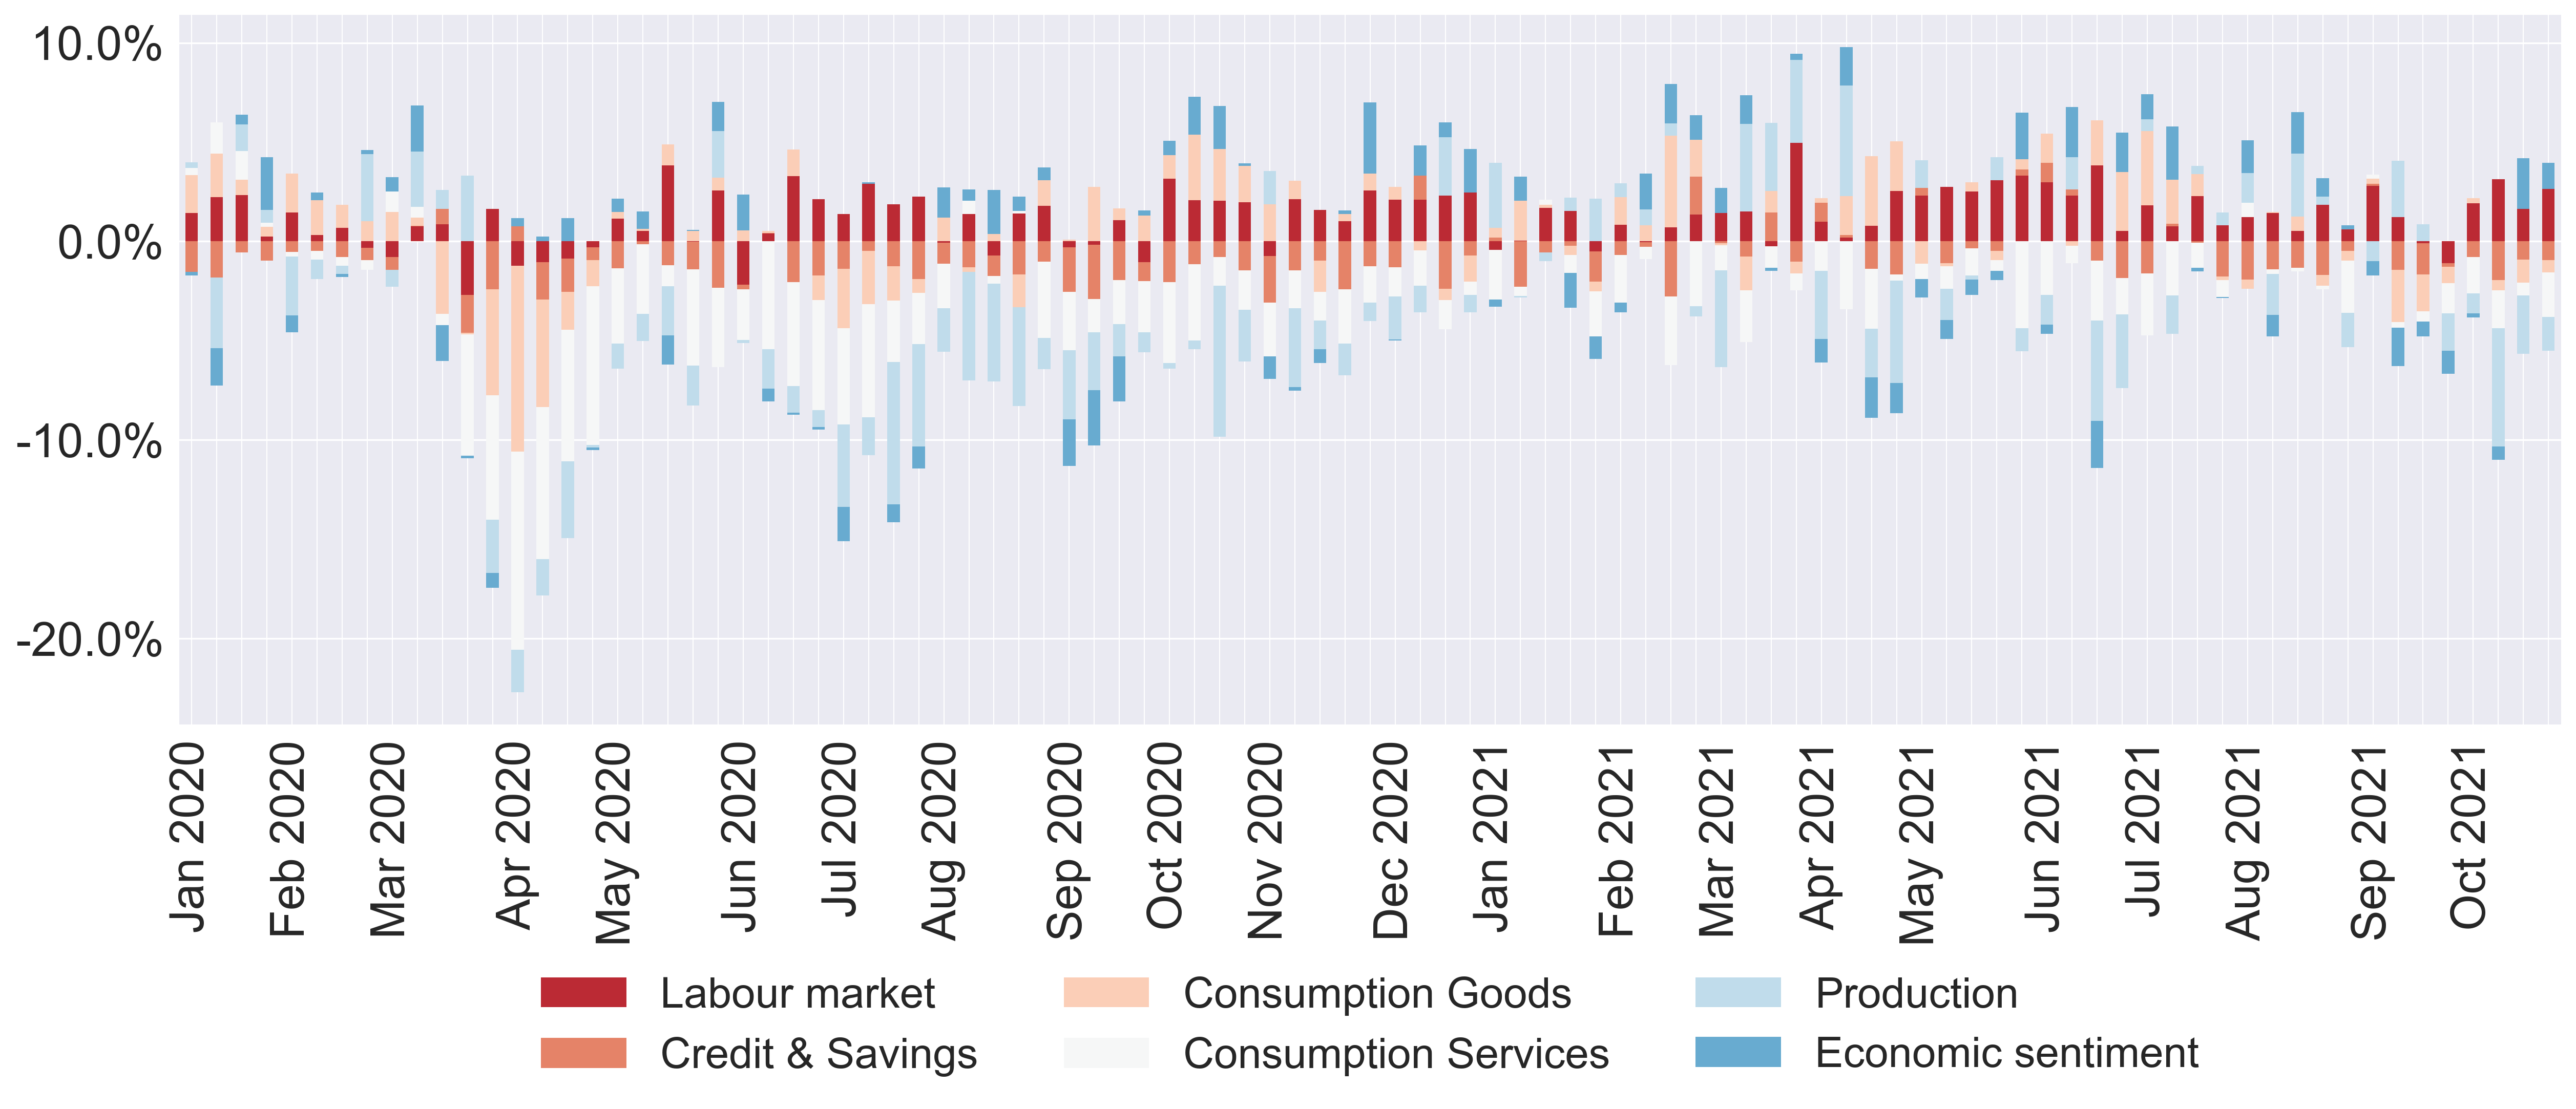 10.0%
0.0%
-10.0%
-20.0%
Jan 2020
Feb 2020
Mar 2020
Apr 2020
May 2020
Jun 2020
Jul 2020
Aug 2020
Sep 2020
Oct 2020
Nov 2020
Dec 2020
Jan 2021
Feb 2021
Mar 2021
Apr 2021
May 2021
Jun 2021
Jul 2021
Aug 2021
Sep 2021
Oct 2021
Labour market
Consumption Goods
Production
Credit & Savings
Consumption Services
Economic sentiment